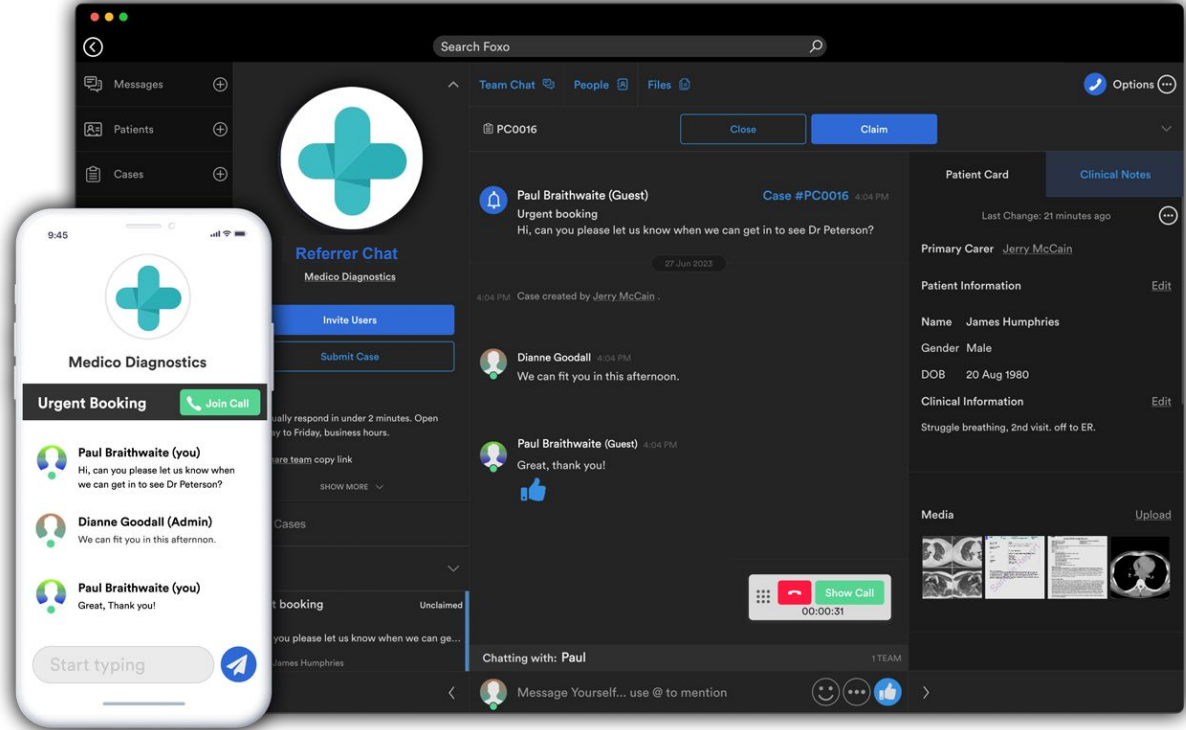 Search Foxo
Messages
Patients
Cases
Referrer Chat
Medico Diagnostics
Invite Users
Submit Case
ually respond in under 2 minutes. Open
ay to Friday, business hours.
are team copy link
SHOW MORE
Cases
t booking Unclaimed
you please let us know when we can ge...
James Humphries
Team Chat People Files Options
PC0016 Close Claim
Paul Braithwaite (Guest) Case #PC0016 4:04 PM
Urgent booking
Hi, can you please let us know when we can get in to see Dr Peterson?
27 Jun 2023
4:04 PM Case created by Jerry McCain .
Dianne Goodall 4:04 PM
We can fit you in this afternoon.
Paul Braithwaite (Guest) 4:04 PM
Great, thank you!
Show Call
00:00:31
Chatting with: Paul 1 TEAM
Message Yourself... use @ to mention
Patient Card Clinical Notes
Last Change: 21 minutes ago
Primary Carer Jerry McCain
Patient Information Edit
Name James Humphries
Gender Male
DOB 20 Aug 1980
Clinical Information Edit
Struggle breathing, 2nd visit. off to ER.
Media Upload
9:45
Medico Diagnostics
Urgent Booking Join Call
Paul Braithwaite (you)
Hi, can you please let us know when
we can get in to see Dr Peterson?
Dianne Goodall (Admin)
We can fit you in this afternnon.
Paul Braithwaite (you)
Great, Thank you!
Start typing